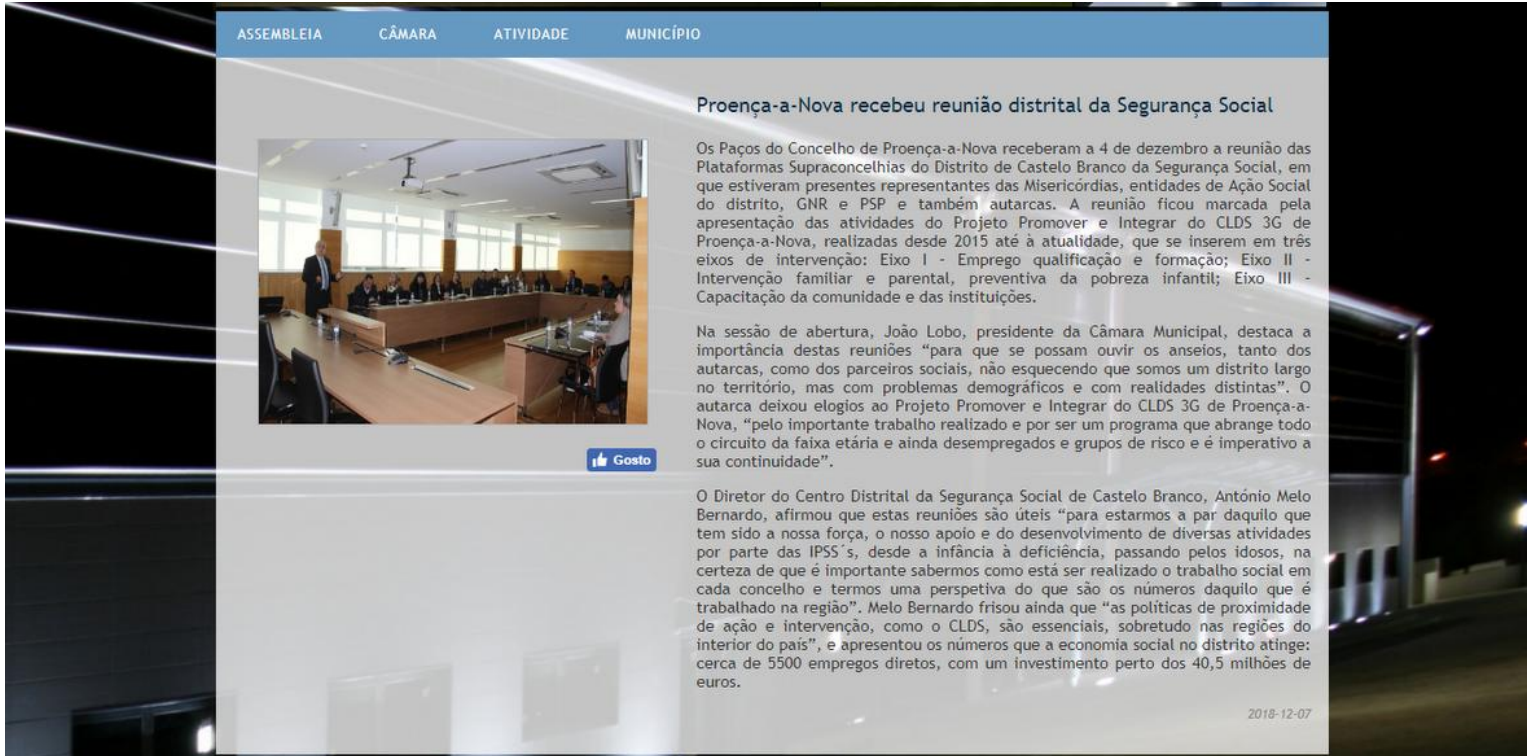 ASSEMBLEIA CÂMARA ATIVIDADE MUNICÍPIO
Proença-a-Nova recebeu reunião distrital da Segurança Social
Os Paços do Concelho de Proença-a-Nova receberam a 4 de dezembro a reunião das
Plataformas Supraconcelhias do Distrito de Castelo Branco da Segurança Social, em
que estiveram presentes representantes das Misericórdias, entidades de Ação Social
do distrito, GNR e PSP e também autarcas. A reunião ficou marcada pela
apresentação das atividades do Projeto Promover e Integrar do CLDS 3G de
Proença-a-Nova, realizadas desde 2015 até à atualidade, que se inserem em três
eixos de intervenção: Eixo I - Emprego qualificação e formação; Eixo II -
Intervenção familiar e parental, preventiva da pobreza infantil; Eixo III -
Capacitação da comunidade e das instituições.
Na sessão de abertura, João Lobo, presidente da Câmara Municipal, destaca a
importância destas reuniões “para que se possam ouvir os anseios, tanto dos
autarcas, como dos parceiros sociais, não esquecendo que somos um distrito largo
no território, mas com problemas demográficos e com realidades distintas”. O
autarca deixou elogios ao Projeto Promover e Integrar do CLDS 3G de Proença-a-
Nova, “pelo importante trabalho realizado e por ser um programa que abrange todo
o circuito da faixa etária e ainda desempregados e grupos de risco e é imperativo a
sua continuidade”.
Gosto
O Diretor do Centro Distrital da Segurança Social de Castelo Branco, António Melo
Bernardo, afirmou que estas reuniões são úteis “para estarmos a par daquilo que
tem sido a nossa força, o nosso apoio e do desenvolvimento de diversas atividades
por parte das IPSS´s, desde a infância à deficiência, passando pelos idosos, na
certeza de que é importante sabermos como está ser realizado o trabalho social em
cada concelho e termos uma perspetiva do que são os números daquilo que é
trabalhado na região”. Melo Bernardo frisou ainda que “as políticas de proximidade
de ação e intervenção, como o CLDS, são essenciais, sobretudo nas regiões do
interior do país”, e apresentou os números que a economia social no distrito atinge:
cerca de 5500 empregos diretos, com um investimento perto dos 40,5 milhões de
euros.
2018-12-07